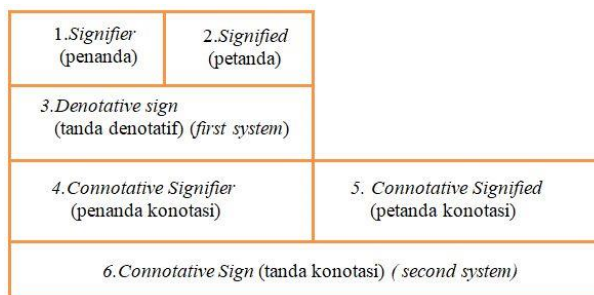 1.Signifier
(penanda)
2.Signified
(petanda)
3.Denotative sign
(tanda denotatif) (first system)
4.Connotative Signifier
(penanda konotasi)
5. Connotative Signified
(petanda konotasi)
6.Connotative Sign (tanda konotasi) ( second system)